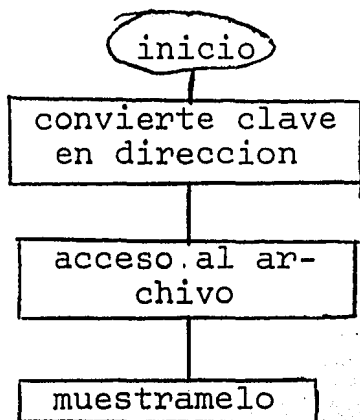 inicio
convierte clave
en direccion
acceso al ar-
chivo
muestramelo